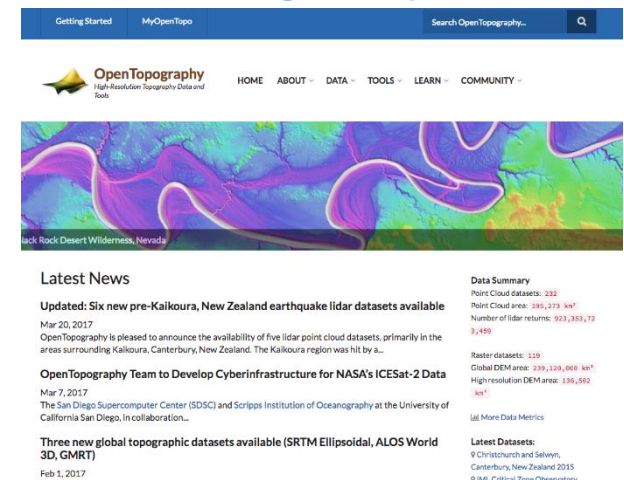 Getting Started MyOpenTopo Search OpenTopography...
OpenTopography
High-Resolution Topography Data and
Tools
HOME ABOUT DATA TOOLS LEARN COMMUNITY
lack Rock Desert Wilderness, Nevada
Latest News
Updated: Six new pre-Kaikoura, New Zealand earthquake lidar datasets available
Mar 20, 2017
OpenTopography is pleased to announce the availability of five lidar point cloud datasets, primarily in the
areas surrounding Kaikoura, Canterbury, New Zealand. The Kaikoura region was hit by a...
OpenTopography Team to Develop Cyberinfrastructure for NASA's ICESat-2 Data
Mar 7, 2017
The San Diego Supercomputer Center (SDSC) and Scripps Institution of Oceanography at the University of
California San Diego, in collaboration...
Three new global topographic datasets available (SRTM Ellipsoidal, ALOS World
3D, GMRT)
Feb 1, 2017
Data Summary
Point Cloud datasets: 232
Point Cloud area: 195,273 km²
Number of lidar returns: 923,353,72
3,459
Raster datasets: 119
Global DEM area: 239,120,000 km²
High resolution DEM area: 136,502
km²
More Data Metrics
Latest Datasets:
Christchurch and Selwyn,
Canterbury, New Zealand 2015
IML Critical Zone Observatory